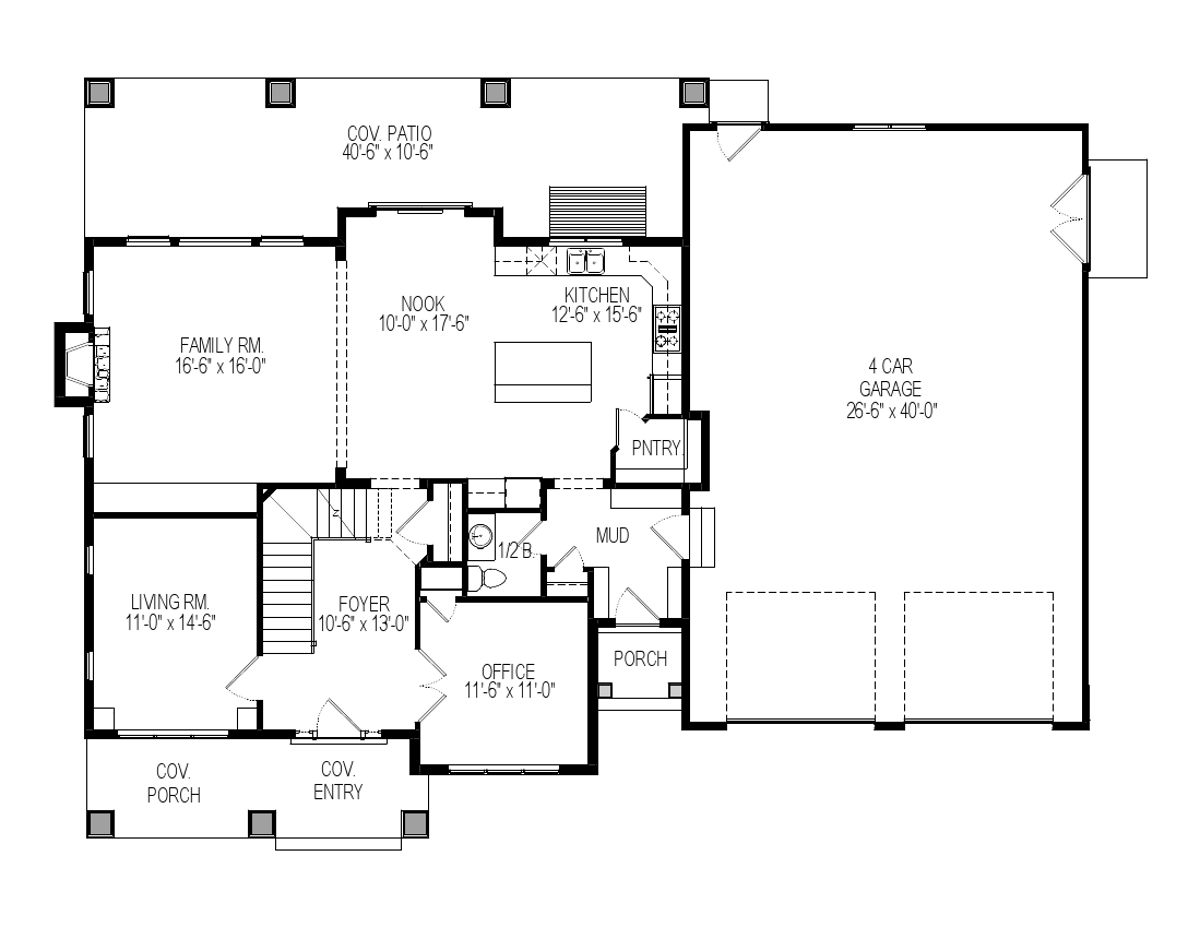 COV. PATIO
40'-6" x 10'-6"
NOOK
10'-0" x 17'-6"
KITCHEN
12'-6" x 15'-6"
FAMILY RM.
16'-6" x 16'-0"
4 CAR
GARAGE
26'-6" x 40'-0"
PNTRY.
MUD
1/2 B.
LIVING RM.
11'-0" x 14'-6"
FOYER
10'-6" x 13'-0"
OFFICE
11'-6" x 11'-0"
PORCH
COV.
PORCH
COV.
ENTRY